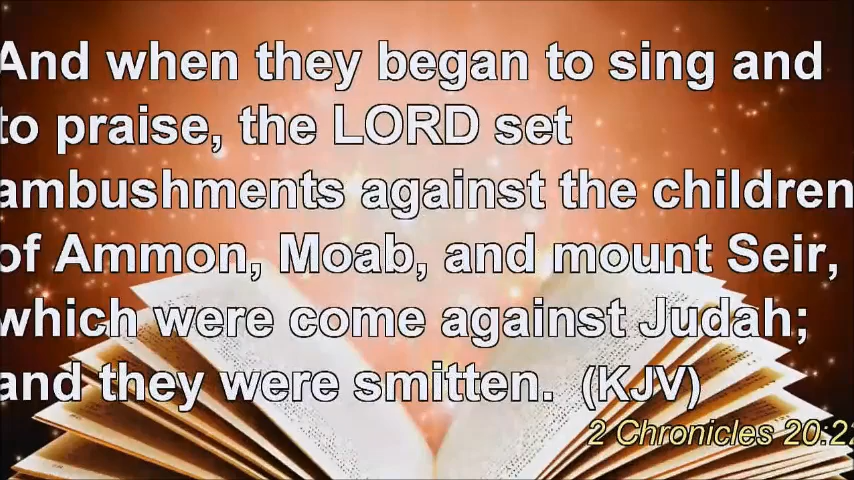 And when they began to sing and
to praise, the LORD set
ambushments against the children
of Ammon, Moab, and mount Seir,
which were come against Judah;
and they were smitten. (KJV)
2 Chronicles 20:22